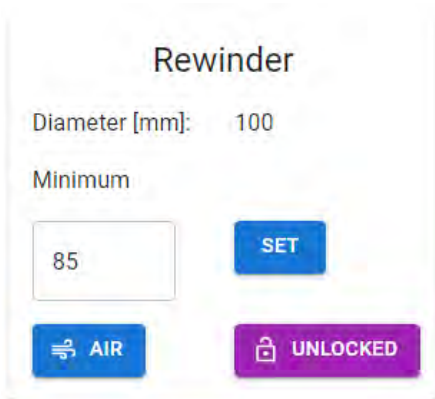 Rewinder
Diameter [mm]: 100
Minimum
85 SET
AIR UNLOCKED